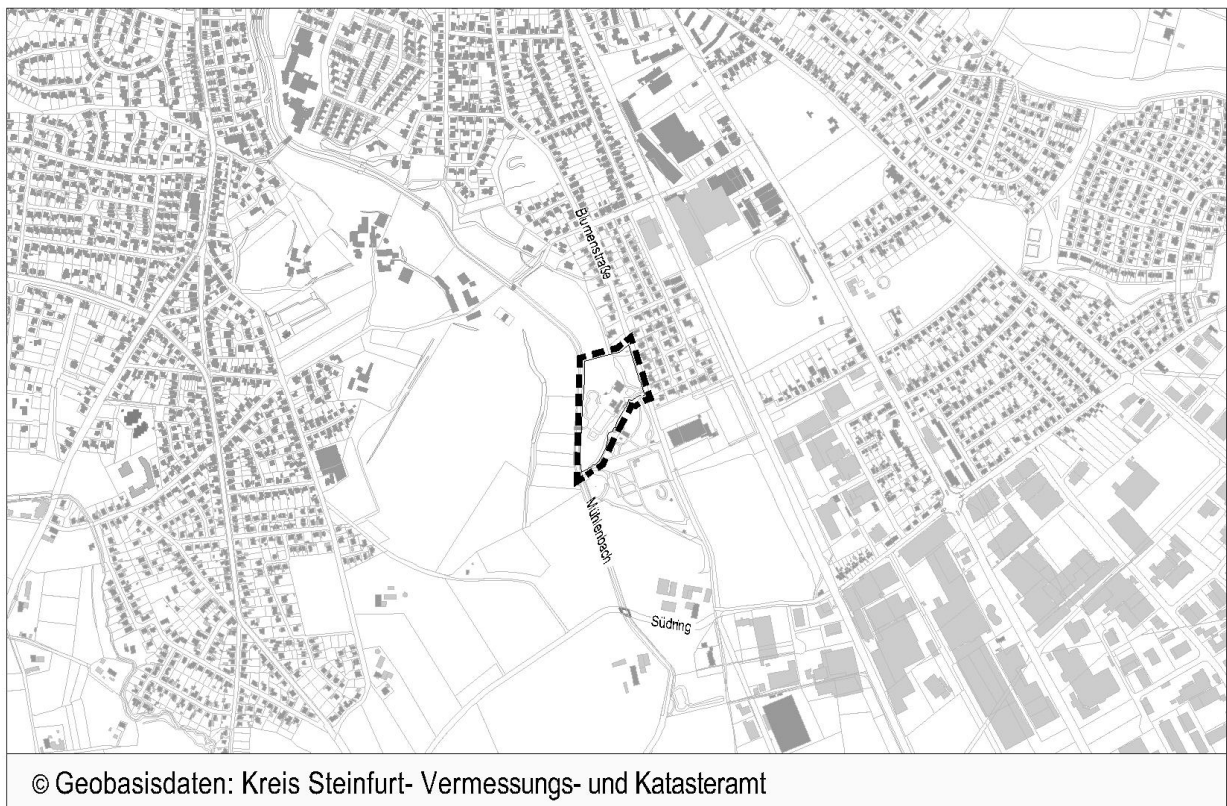 Blumenstraße
Mühlenbach
Südring
© Geobasisdaten: Kreis Steinfurt- Vermessungs- und Katasteramt